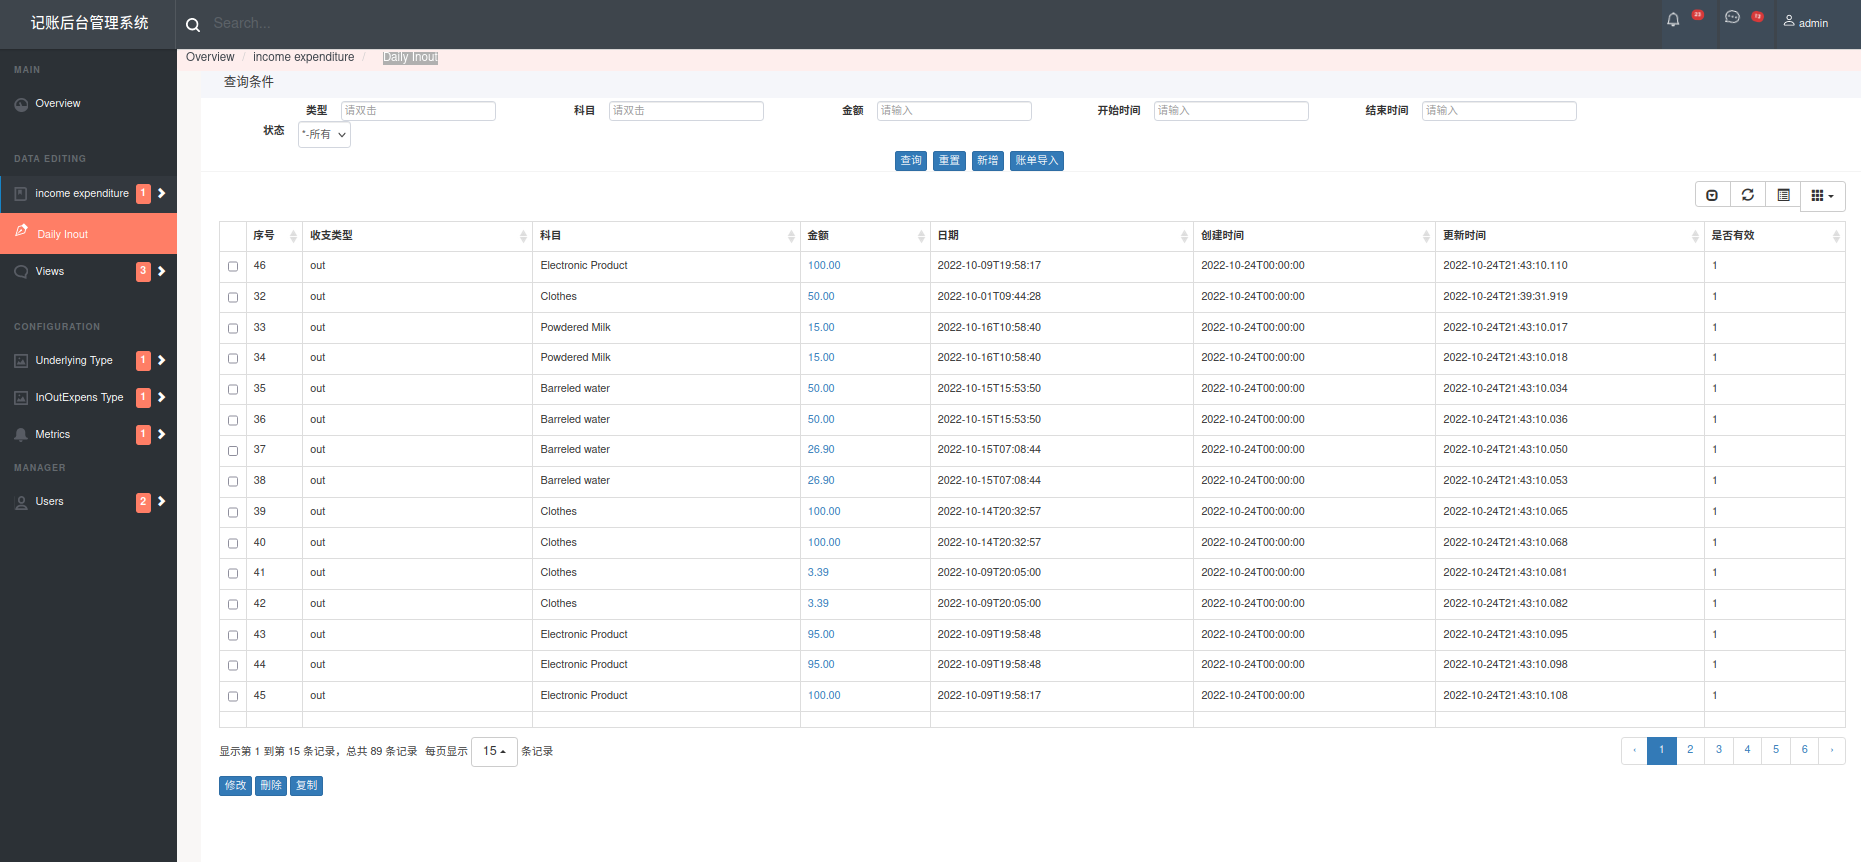 记账后台管理系统
Search...
23
12
admin
MAIN
Overview
DATA EDITING
income expenditure 1
Daily Inout
Views 3
CONFIGURATION
Underlying Type 1
InOutExpens Type 1
Metrics 1
MANAGER
Users 2
Overview / income expenditure / Daily Inout
查询条件
类型 请双击 科目 请双击 金额 请输入 开始时间 请输入 结束时间 请输入
状态 *-所有
查询 重置 新增 账单导入
序号 收支类型 科目 金额 日期 创建时间 更新时间 是否有效
46 out Electronic Product 100.00 2022-10-09T19:58:17 2022-10-24T00:00:00 2022-10-24T21:43:10.110 1
32 out Clothes 50.00 2022-10-01T09:44:28 2022-10-24T00:00:00 2022-10-24T21:39:31.919 1
33 out Powdered Milk 15.00 2022-10-16T10:58:40 2022-10-24T00:00:00 2022-10-24T21:43:10.017 1
34 out Powdered Milk 15.00 2022-10-16T10:58:40 2022-10-24T00:00:00 2022-10-24T21:43:10.018 1
35 out Barreled water 50.00 2022-10-15T15:53:50 2022-10-24T00:00:00 2022-10-24T21:43:10.034 1
36 out Barreled water 50.00 2022-10-15T15:53:50 2022-10-24T00:00:00 2022-10-24T21:43:10.036 1
37 out Barreled water 26.90 2022-10-15T07:08:44 2022-10-24T00:00:00 2022-10-24T21:43:10.050 1
38 out Barreled water 26.90 2022-10-15T07:08:44 2022-10-24T00:00:00 2022-10-24T21:43:10.053 1
39 out Clothes 100.00 2022-10-14T20:32:57 2022-10-24T00:00:00 2022-10-24T21:43:10.065 1
40 out Clothes 100.00 2022-10-14T20:32:57 2022-10-24T00:00:00 2022-10-24T21:43:10.068 1
41 out Clothes 3.39 2022-10-09T20:05:00 2022-10-24T00:00:00 2022-10-24T21:43:10.081 1
42 out Clothes 3.39 2022-10-09T20:05:00 2022-10-24T00:00:00 2022-10-24T21:43:10.082 1
43 out Electronic Product 95.00 2022-10-09T19:58:48 2022-10-24T00:00:00 2022-10-24T21:43:10.095 1
44 out Electronic Product 95.00 2022-10-09T19:58:48 2022-10-24T00:00:00 2022-10-24T21:43:10.098 1
45 out Electronic Product 100.00 2022-10-09T19:58:17 2022-10-24T00:00:00 2022-10-24T21:43:10.108 1
显示第 1 到第 15 条记录，总共 89 条记录 每页显示 15 条记录
‹ 1 2 3 4 5 6 ›
修改 删除 复制